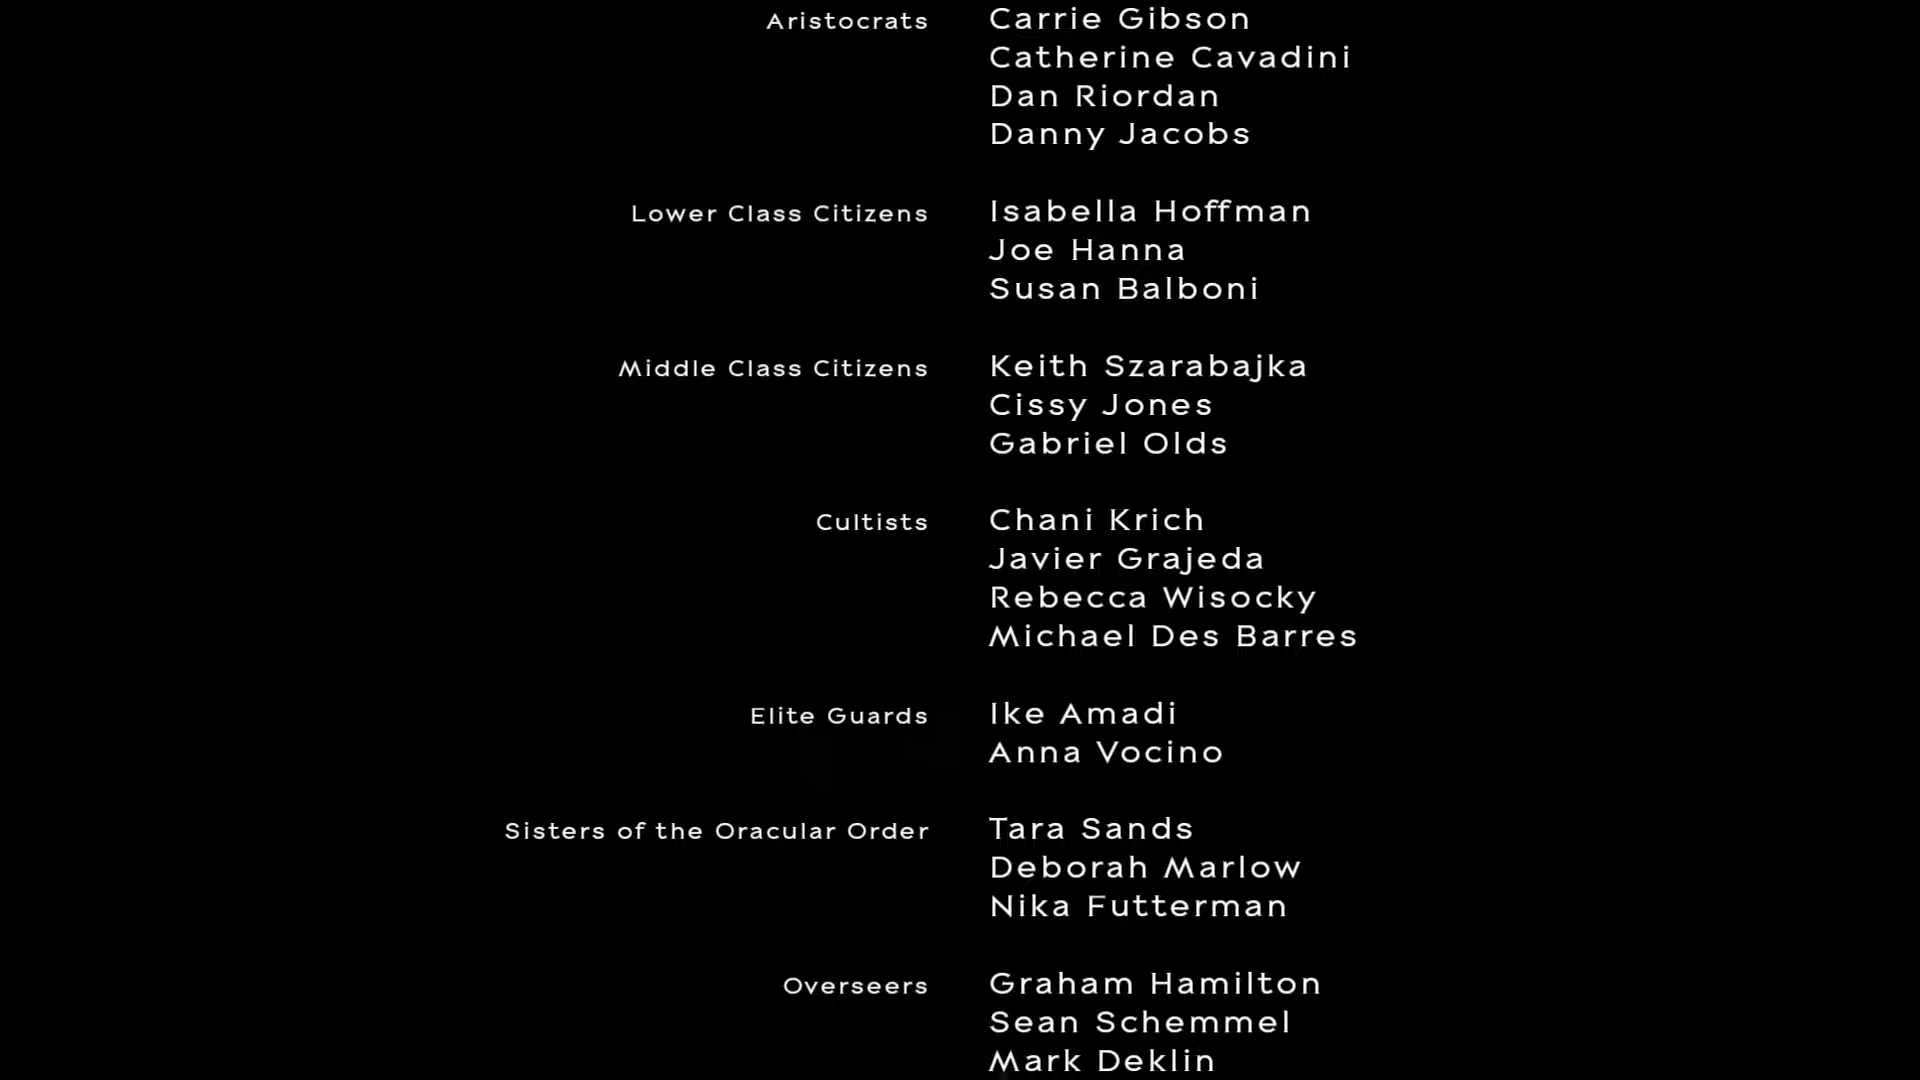 Aristocrats Carrie Gibson
Catherine Cavadini
Dan Riordan
Danny Jacobs
Lower Class Citizens Isabella Hoffman
Joe Hanna
Susan Balboni
Middle Class Citizens Keith Szarabajka
Cissy Jones
Gabriel Olds
Cultists Chani Krich
Javier Grajeda
Rebecca Wisocky
Michael Des Barres
Elite Guards Ike Amadi
Anna Vocino
Sisters of the Oracular Order Tara Sands
Deborah Marlow
Nika Futterman
Overseers Graham Hamilton
Sean Schemmel
Mark Deklin